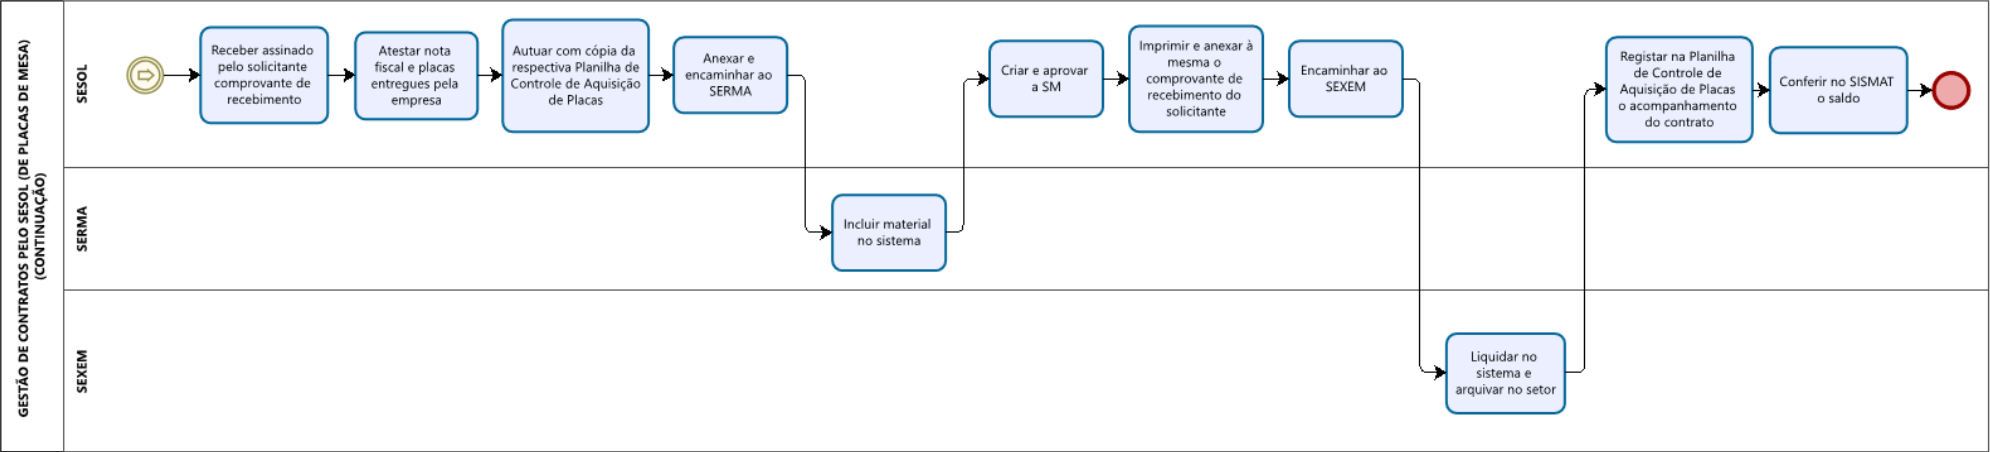 GESTÃO DE CONTRATOS PELO SESOL (DE PLACAS DE MESA)
(CONTINUAÇÃO)
SESOL
Receber assinado
pelo solicitante
comprovante de
recebimento
Atestar nota
fiscal e placas
entregues pela
empresa
Autuar com cópia da
respectiva Planilha de
Controle de Aquisição
de Placas
Anexar e
encaminhar ao
SERMA
Criar e aprovar
a SM
Imprimir e anexar à
mesma o
comprovante de
recebimento do
solicitante
Encaminhar ao
SEXEM
Registar na Planilha
de Controle de
Aquisição de Placas
o acompanhamento
do contrato
Conferir no SISMAT
o saldo
SERMA
Incluir material
no sistema
SEXEM
Liquidar no
sistema e
arquivar no setor